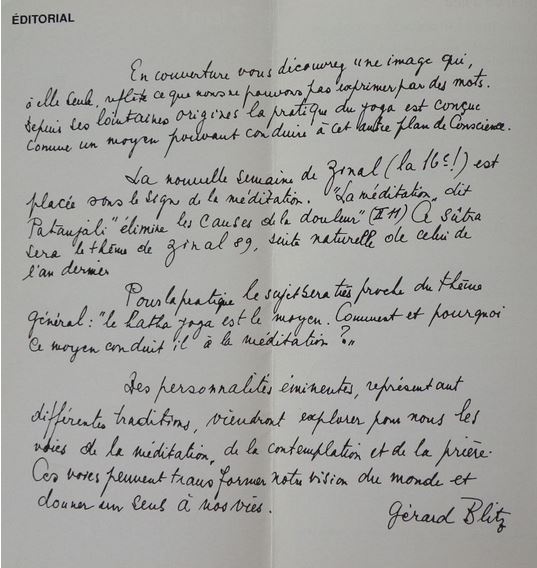 ÉDITORIAL
En couverture vous découvrez une image qui,
à elle seule, reflète ce que nous ne pouvons pas exprimer par des mots.
Depuis ses lointaines origines la pratique du yoga est conçue
comme un moyen pouvant conduire à cet autre plan de Conscience.
La nouvelle semaine de Zinal (la 16e!) est
placée sous le signe de la méditation. "La méditation, dit
Patanjali "élimine les causes de la douleur" (II 11) Ce sûtra
sera le thème de Zinal 89, suite naturelle de celui de
l'an dernier
Pour la pratique le sujet sera très proche du thème
général: "le Hatha yoga est le moyen. Comment et pourquoi
ce moyen conduit il à la méditation?"
Des personnalités éminentes, représentant
différentes traditions, viendront explorer pour nous les
voies de la méditation, de la contemplation et de la prière.
Ces voies peuvent transformer notre vision du monde et
donner un sens à nos vies.
Gérard Blitz